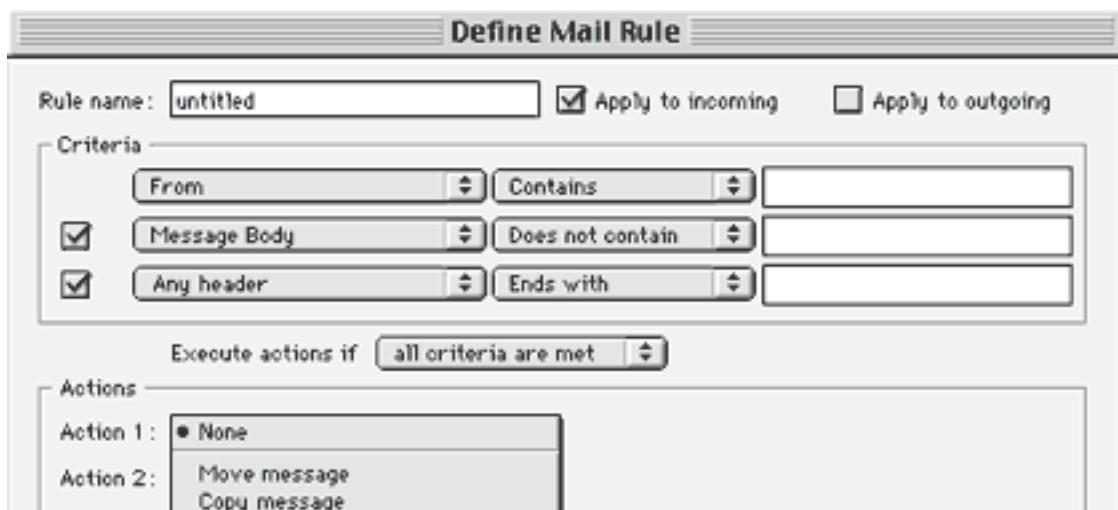 Define Mail Rule
Rule name: untitled Apply to incoming Apply to outgoing
Criteria
From Contains
Message Body Does not contain
Any header Ends with
Execute actions if all criteria are met
Actions
Action 1: None
Action 2: Move message
Copy message